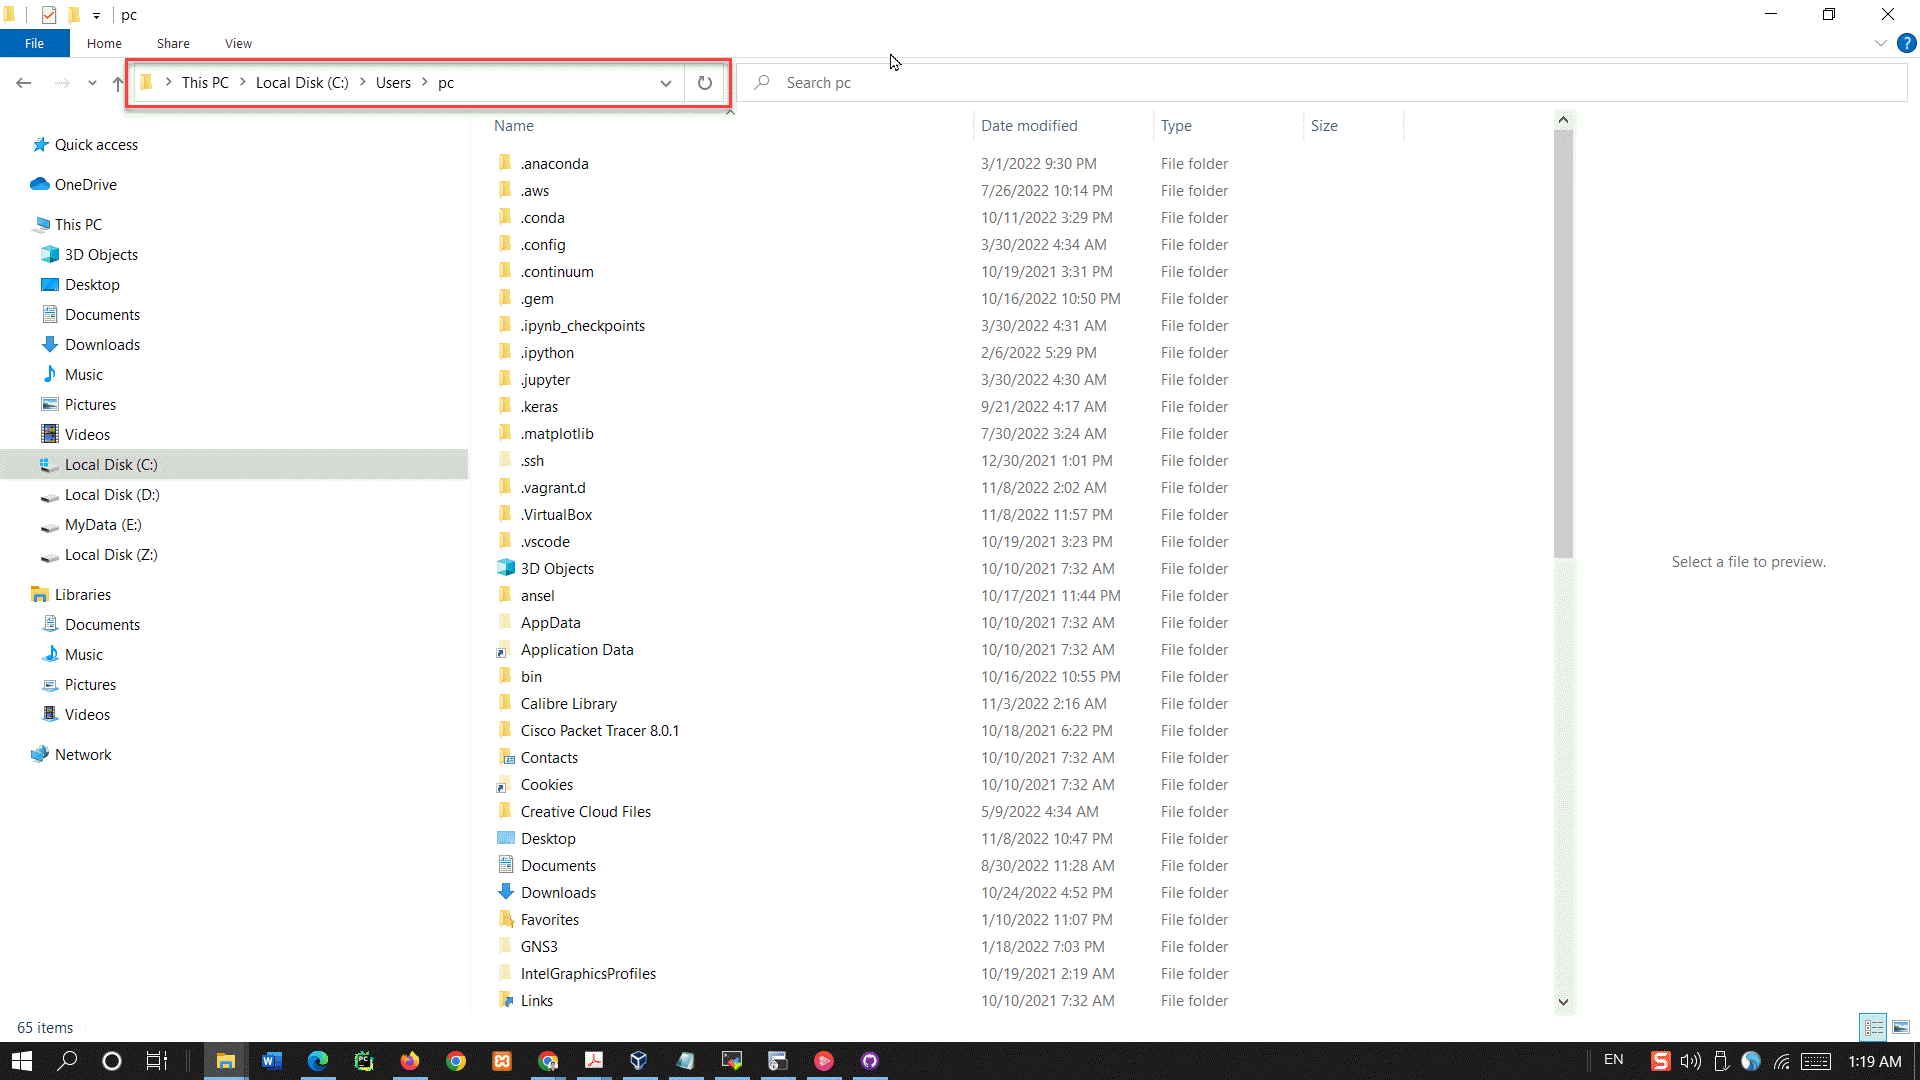 pc
File Home Share View
This PC Local Disk (C:) Users pc Search pc
Name Date modified Type Size
Quick access
OneDrive
This PC
3D Objects
Desktop
Documents
Downloads
Music
Pictures
Videos
Local Disk (C:)
Local Disk (D:)
MyData (E:)
Local Disk (Z:)
Libraries
Documents
Music
Pictures
Videos
Network
.anaconda 3/1/2022 9:30 PM File folder
.aws 7/26/2022 10:14 PM File folder
.conda 10/11/2022 3:29 PM File folder
.config 3/30/2022 4:34 AM File folder
.continuum 10/19/2021 3:31 PM File folder
.gem 10/16/2022 10:50 PM File folder
.ipynb_checkpoints 3/30/2022 4:31 AM File folder
.ipython 2/6/2022 5:29 PM File folder
.jupyter 3/30/2022 4:30 AM File folder
.keras 9/21/2022 4:17 AM File folder
.matplotlib 7/30/2022 3:24 AM File folder
.ssh 12/30/2021 1:01 PM File folder
.vagrant.d 11/8/2022 2:02 AM File folder
.VirtualBox 11/8/2022 11:57 PM File folder
.vscode 10/19/2021 3:23 PM File folder
3D Objects 10/10/2021 7:32 AM File folder
ansel 10/17/2021 11:44 PM File folder
AppData 10/10/2021 7:32 AM File folder
Application Data 10/10/2021 7:32 AM File folder
bin 10/16/2022 10:55 PM File folder
Calibre Library 11/3/2022 2:16 AM File folder
Cisco Packet Tracer 8.0.1 10/18/2021 6:22 PM File folder
Contacts 10/10/2021 7:32 AM File folder
Cookies 10/10/2021 7:32 AM File folder
Creative Cloud Files 5/9/2022 4:34 AM File folder
Desktop 11/8/2022 10:47 PM File folder
Documents 8/30/2022 11:28 AM File folder
Downloads 10/24/2022 4:52 PM File folder
Favorites 1/10/2022 11:07 PM File folder
GNS3 1/18/2022 7:03 PM File folder
IntelGraphicsProfiles 10/19/2021 2:19 AM File folder
Links 10/10/2021 7:32 AM File folder
Select a file to preview.
65 items
EN 1:19 AM